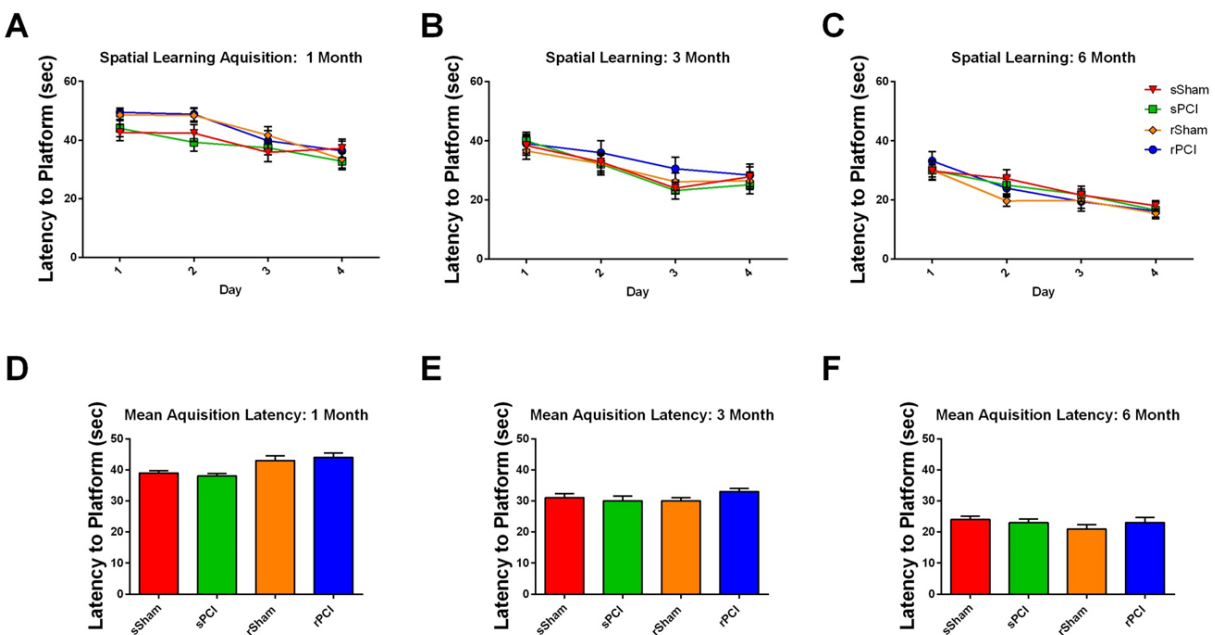 A
Spatial Learning Aquisition: 1 Month
Latency to Platform (sec)
60
40
20
0
1
2
3
4
Day
B
Spatial Learning: 3 Month
Latency to Platform (sec)
60
40
20
0
1
2
3
4
Day
C
Spatial Learning: 6 Month
Latency to Platform (sec)
60
40
20
0
1
2
3
4
Day
sSham
sPCI
rSham
rPCI
D
Mean Aquisition Latency: 1 Month
Latency to Platform (sec)
50
40
30
20
10
0
sSham
sPCI
rSham
rPCI
E
Mean Aquisition Latency: 3 Month
Latency to Platform (sec)
50
40
30
20
10
0
sSham
sPCI
rSham
rPCI
F
Mean Aquisition Latency: 6 Month
Latency to Platform (sec)
50
40
30
20
10
0
sSham
sPCI
rSham
rPCI